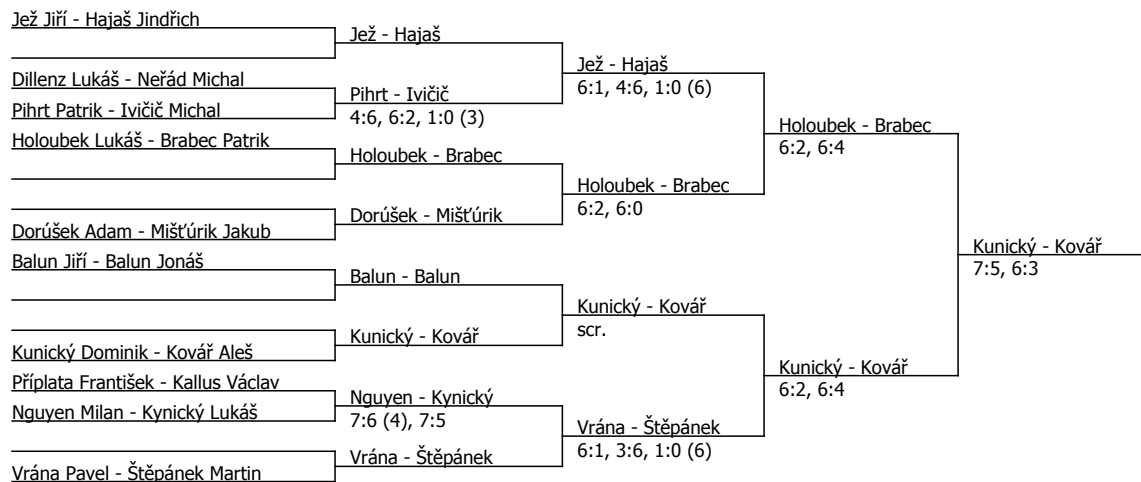 Jež Jiří - Hajaš Jindřich
Jež - Hajaš
Dillenz Lukáš - Neřád Michal
Jež - Hajaš
6:1, 4:6, 1:0 (6)
Pihrt Patrik - Ivičič Michal
Pihrt - Ivičič
4:6, 6:2, 1:0 (3)
Holoubek Lukáš - Brabec Patrik
Holoubek - Brabec
6:2, 6:4
Holoubek - Brabec
Holoubek - Brabec
6:2, 6:0
Dorúšek Adam - Mišťúrik Jakub
Dorúšek - Mišťúrik
Kunický - Kovář
7:5, 6:3
Balun Jiří - Balun Jonáš
Balun - Balun
Kunický - Kovář
scr.
Kunický Dominik - Kovář Aleš
Kunický - Kovář
Kunický - Kovář
6:2, 6:4
Příplata František - Kallus Václav
Nguyen Milan - Kynický Lukáš
Nguyen - Kynický
7:6 (4), 7:5
Vrána - Štěpánek
6:1, 3:6, 1:0 (6)
Vrána Pavel - Štěpánek Martin
Vrána - Štěpánek